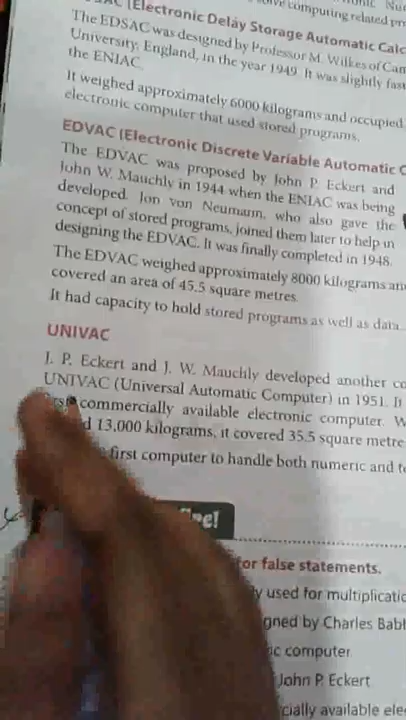 (Electronic Delay Storage Automatic Calc
The EDSAC was designed by Professor M. Wilkes of Cam
University, England, in the year 1949. It was slightly fast
the ENIAC.
It weighed approximately 6000 kilograms and occupied
electronic computer that used stored programs.
EDVAC (Electronic Discrete Variable Automatic C
The EDVAC was proposed by John P. Eckert and
John W. Mauchly in 1944 when the ENIAC was being
developed. Jon von Neumann, who also gave the
concept of stored programs, joined them later to help in
designing the EDVAC. It was finally completed in 1948.
The EDVAC weighed approximately 8000 kilograms an
covered an area of 45.5 square metres.
It had capacity to hold stored programs as well as data.
UNIVAC
J. P. Eckert and J. W. Mauchly developed another co
UNIVAC (Universal Automatic Computer) in 1951. It
commercially available electronic computer. W
d 13,000 kilograms, it covered 35.5 square metre
first computer to handle both numeric and te
for false statements.
y used for multiplicatio
gned by Charles Babb
ic computer.
John P. Eckert
cially available ele